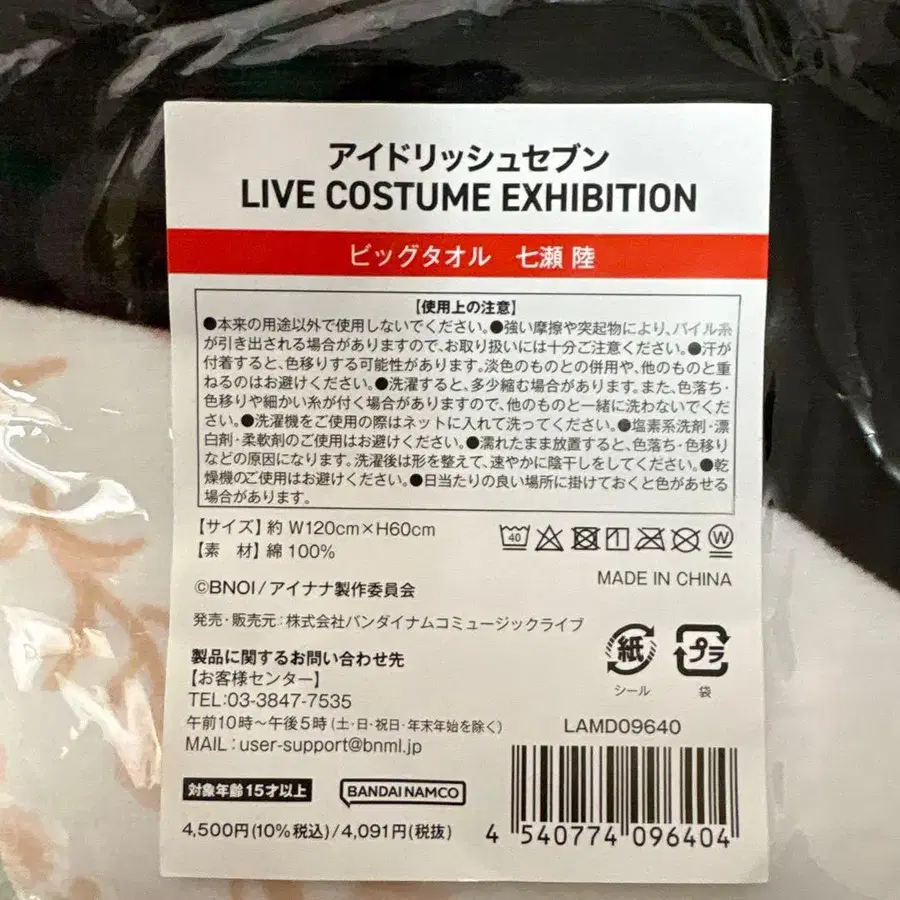 アイドリッシュセブン
LIVE COSTUME EXHIBITION
ビッグタオル 七瀬 陸
【使用上の注意】
●本来の用途以外で使用しないでください。●強い摩擦や突起物により、パイル糸
が引き出される場合がありますので、お取り扱いには十分ご注意ください。●汗が
付着すると、色移りする可能性があります。淡色のものとの併用や、他のものと重
ねるのはお避けください。●洗濯すると、多少縮む場合があります。また、色落ち・
色移りや細かい糸が付く場合がありますので、他のものと一緒に洗わないでくだ
さい。●洗濯機をご使用の際はネットに入れて洗ってください。●塩素系洗剤・漂
白剤・柔軟剤のご使用はお避けください。●濡れたまま放置すると、色落ち・色移り
などの原因になります。洗濯後は形を整えて、速やかに陰干しをしてください。●乾
燥機のご使用はお避けください。●日当たりの良い場所に掛けておくと色があせる
場合があります。
【サイズ】約 W120cm×H60cm
【素 材】綿 100%
40 W
MADE IN CHINA
©BNOI/アイナナ製作委員会
発売・販売元:株式会社バンダイナムコミュージックライブ
製品に関するお問い合わせ先
【お客様センター】
TEL:03-3847-7535
午前10時~午後5時(土・日・祝日・年末年始を除く)
MAIL:user-support@bnml.jp
紙 プラ
シール 袋
LAMD09640
対象年齢15才以上 BANDAI NAMCO
4,500円(10%税込)/4,091円(税抜)
4 540774 096404